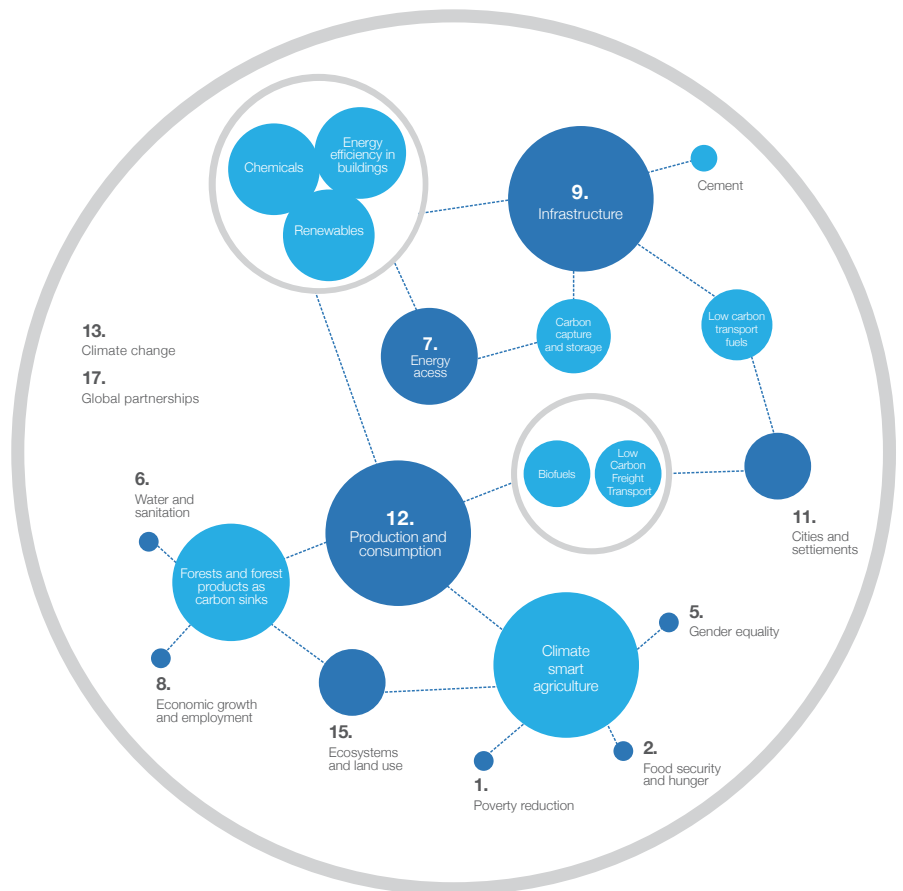 Chemicals
Energy
efficiency in
buildings
Renewables
9.
Infrastructure
Cement
13.
Climate change
17.
Global partnerships
7.
Energy
acess
Carbon
capture
and storage
Low carbon
transport
fuels
6.
Water and
sanitation
12.
Production and
consumption
Biofuels
Low
Carbon
Freight
Transport
11.
Cities and
settlements
Forests and forest
products as
carbon sinks
8.
Economic growth
and employment
15.
Ecosystems
and land use
Climate
smart
agriculture
5.
Gender equality
2.
Food security
and hunger
1.
Poverty reduction